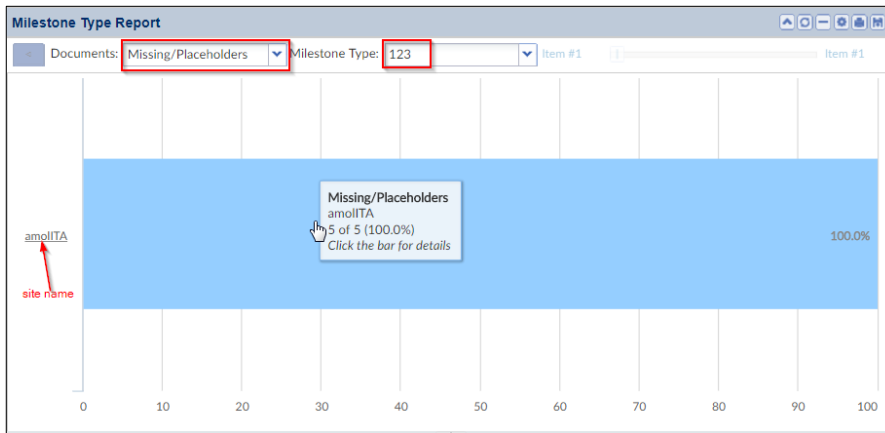 Milestone Type Report
< Documents: Missing/Placeholders Milestone Type: 123 Item #1 Item #1
Missing/Placeholders
amolITA
5 of 5 (100.0%)
Click the bar for details
amolITA
100.0%
site name
0 10 20 30 40 50 60 70 80 90 100